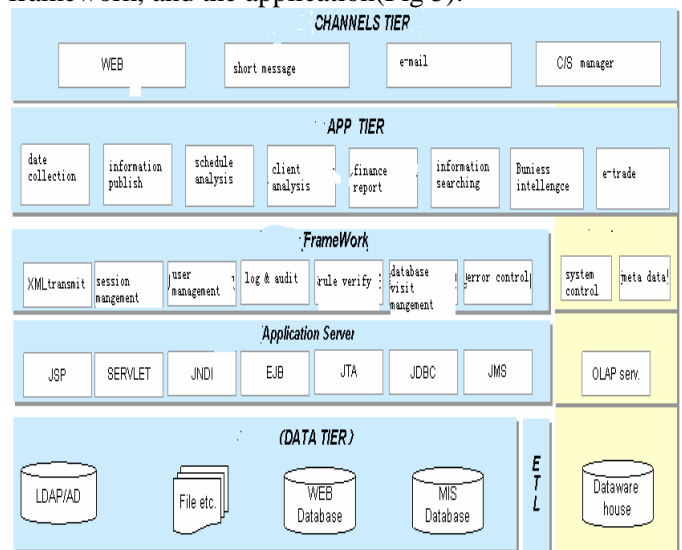 framework, and the application(Fig 3).
CHANNELS TIER
WEB
short message
e-mail
C/S manager
APP TIER
date
collection
information
publish
schedule
analysis
client
analysis
finance
report
information
searching
Buniess
intellengce
e-trade
FrameWork
XMLtransmit
session
mangement
user
management
log & audit
rule verify
database
visit
mangement
error control
system
control
meta data
Application Server
JSP
SERVLET
JNDI
EJB
JTA
JDBC
JMS
OLAP serv.
(DATA TIER)
LDAP/AD
File etc.
WEB
Database
MIS
Database
E
T
L
Dataware
house